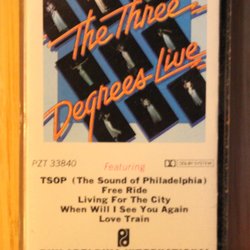 The Three
Degrees Live
PZT 33840
Featuring
DOLBY SYSTEM
TSOP (The Sound of Philadelphia)
Free Ride
Living For The City
When Will I See You Again
Love Train